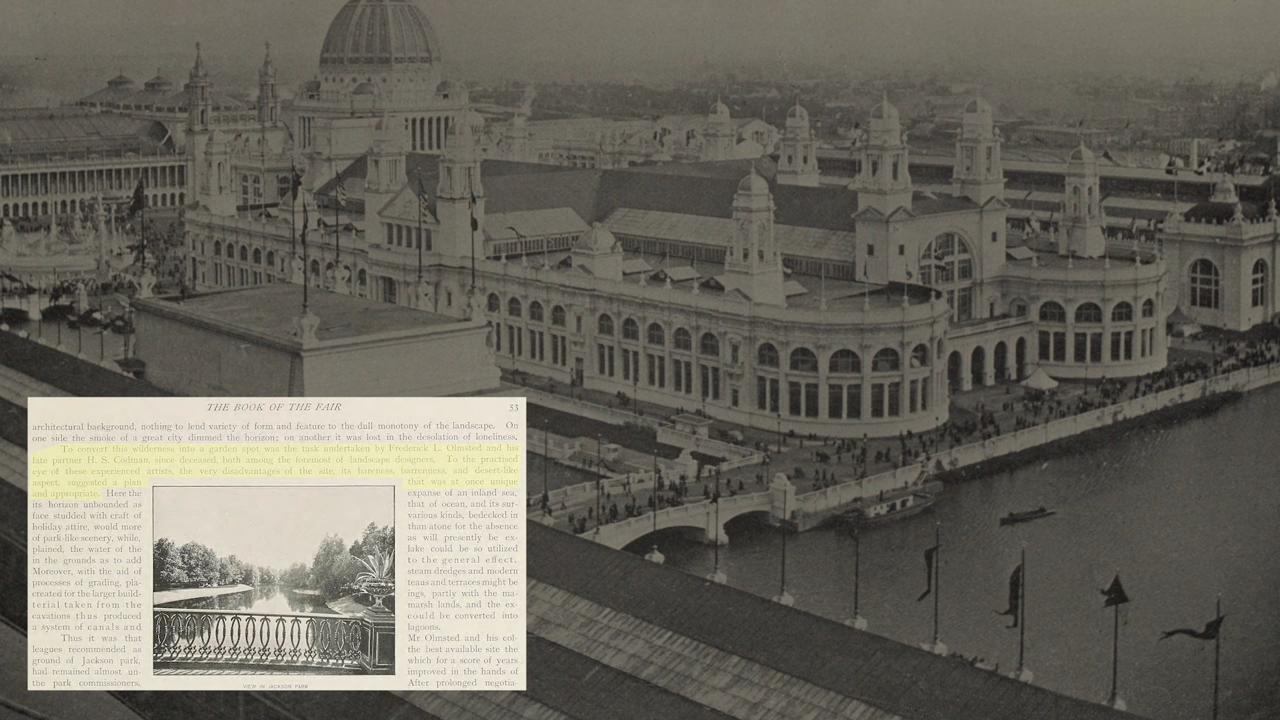 THE BOOK OF THE FAIR 33
architectural background, nothing to lend variety of form and feature to the dull monotony of the landscape. On
one side the smoke of a great city dimmed the horizon; on another it was lost in the desolation of loneliness.
To convert this wilderness into a garden spot was the task undertaken by Frederick L. Olmsted and his
late partner H. S. Codman, since deceased, both among the foremost of landscape designers. To the practised
eye of these experienced artists, the very disadvantages of the site, its bareness, barrenness, and desert-like
aspect, suggested a plan that was at once unique
and appropriate. Here the expanse of an inland sea,
its horizon unbounded as that of ocean, and its sur-
face studded with craft of various kinds, bedecked in
holiday attire, would more than atone for the absence
of park-like scenery, while, as will presently be ex-
plained, the water of the lake could be so utilized
in the grounds as to add to the general effect.
Moreover, with the aid of steam dredges and modern
processes of grading, pla- teaus and terraces might be
created for the larger build- ings, partly with the ma-
terial taken from the marsh lands, and the ex-
cavations thus produced could be converted into
a system of canals and lagoons.
Thus it was that Mr Olmsted and his col-
leagues recommended as the best available site the
ground of Jackson park, which for a score of years
had remained almost un- improved in the hands of
the park commissioners. After prolonged negotia-
VIEW IN JACKSON PARK